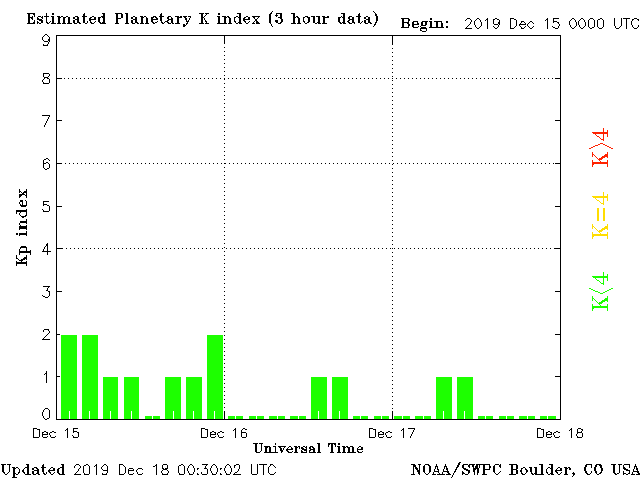 Estimated Planetary K index (3 hour data)
Begin: 2019 Dec 15 0000 UTC
9
8
7
6
5
4
3
2
1
0
Kp index
K>4
K=4
K<4
Dec 15 Dec 16 Dec 17 Dec 18
Universal Time
Updated 2019 Dec 18 00:30:02 UTC
NOAA/SWPC Boulder, CO USA